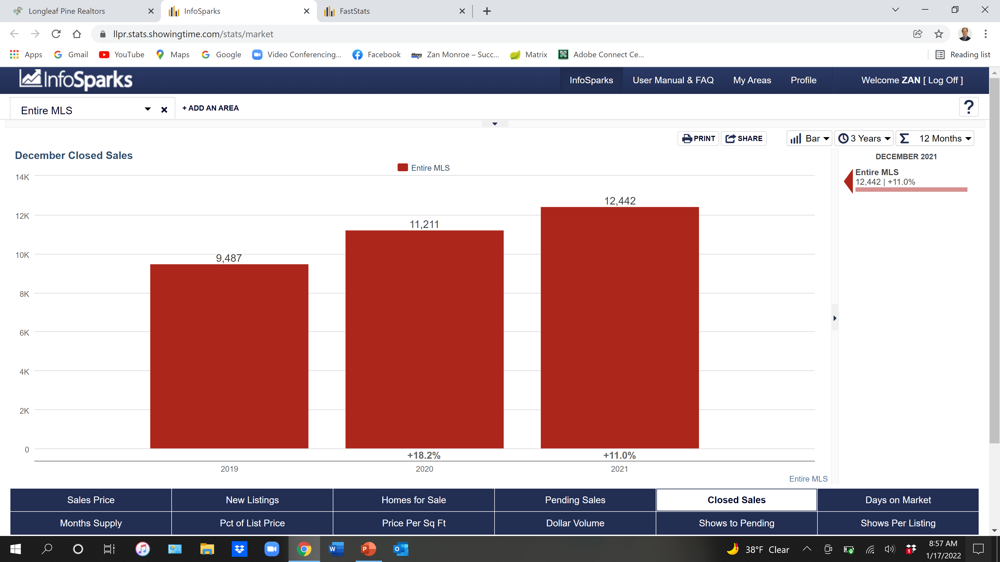 Longleaf Pine Realtors
InfoSparks
FastStats
llpr.stats.showingtime.com/stats/market
Apps
Gmail
YouTube
Maps
Google
Video Conferencing...
Facebook
Zan Monroe – Succ...
Matrix
Adobe Connect Ce...
Reading list
InfoSparks
InfoSparks
User Manual & FAQ
My Areas
Profile
Welcome ZAN [ Log Off ]
Entire MLS
+ ADD AN AREA
?
PRINT
SHARE
Bar
3 Years
Σ 12 Months
December Closed Sales
Entire MLS
DECEMBER 2021
Entire MLS
12,442 | +11.0%
14K
12K
10K
8K
6K
4K
2K
0
9,487
11,211
12,442
+18.2%
+11.0%
2019
2020
2021
Entire MLS
Sales Price
New Listings
Homes for Sale
Pending Sales
Closed Sales
Days on Market
Months Supply
Pct of List Price
Price Per Sq Ft
Dollar Volume
Shows to Pending
Shows Per Listing
38°F Clear
8:57 AM
1/17/2022